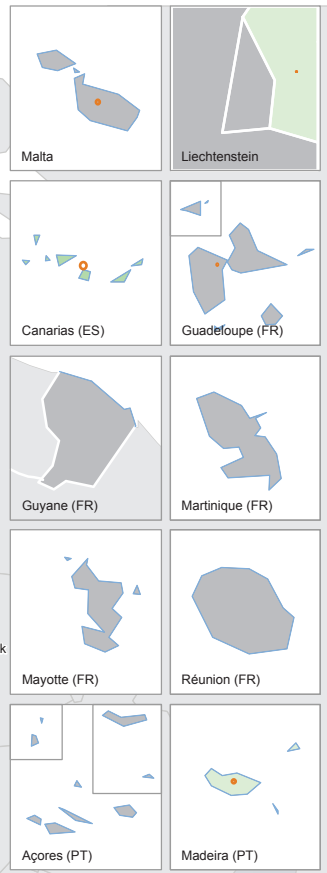 Malta
Liechtenstein
Canarias (ES)
Guadeloupe (FR)
Guyane (FR)
Martinique (FR)
k
Mayotte (FR)
Réunion (FR)
Açores (PT)
Madeira (PT)